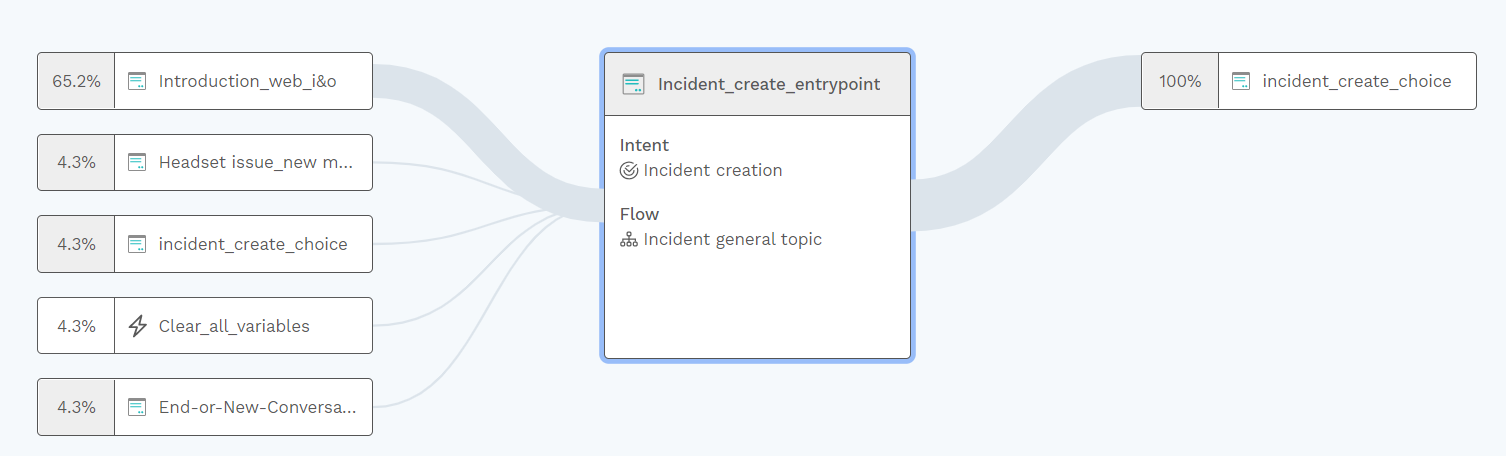 65.2% Introduction_web_i&o
4.3% Headset issue_new m...
4.3% incident_create_choice
4.3% Clear_all_variables
4.3% End-or-New-Conversa...
Incident_create_entrypoint
Intent
Incident creation
Flow
Incident general topic
100% incident_create_choice